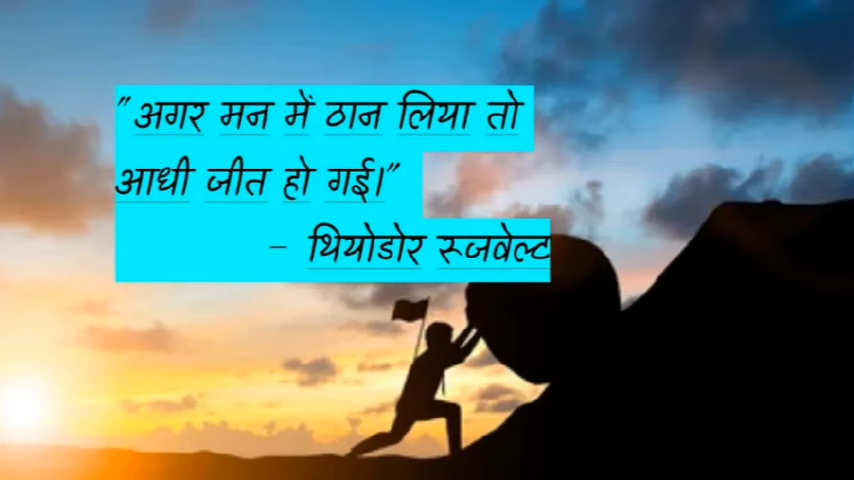 "अगर मन में ठान लिया तो
आधी जीत हो गई।"
- थियोडोर रूजवेल्ट